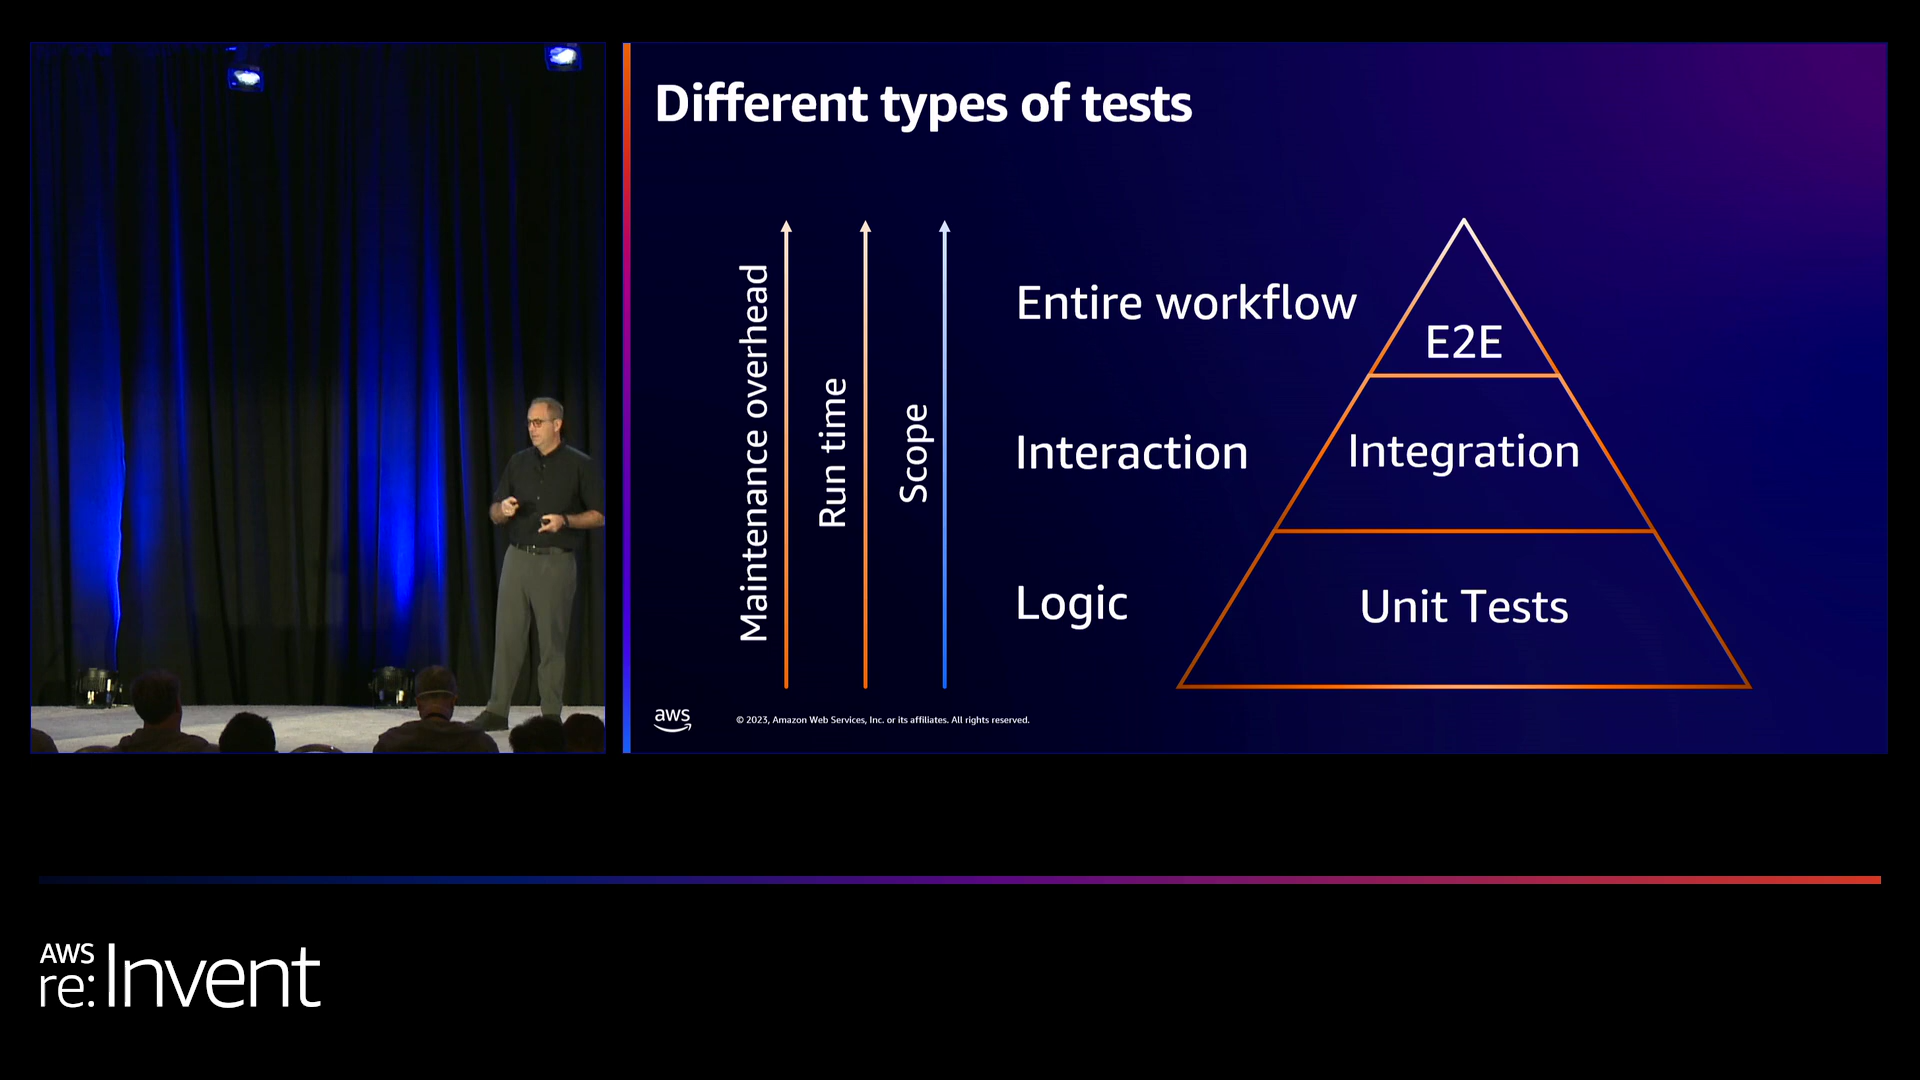 Different types of tests
Maintenance overhead
Run time
Scope
Entire workflow
E2E
Interaction
Integration
Logic
Unit Tests
aws
© 2023, Amazon Web Services, Inc. or its affiliates. All rights reserved.
AWS
re:Invent